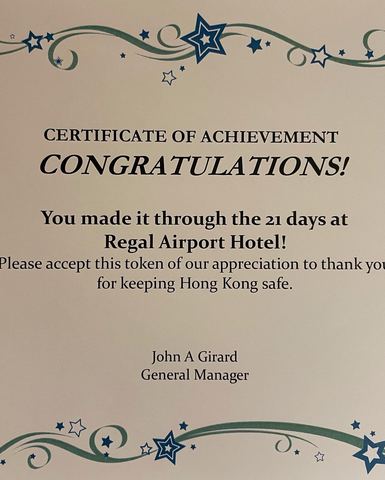 CERTIFICATE OF ACHIEVEMENT
CONGRATULATIONS!
You made it through the 21 days at
Regal Airport Hotel!
Please accept this token of our appreciation to thank you
for keeping Hong Kong safe.
John A Girard
General Manager